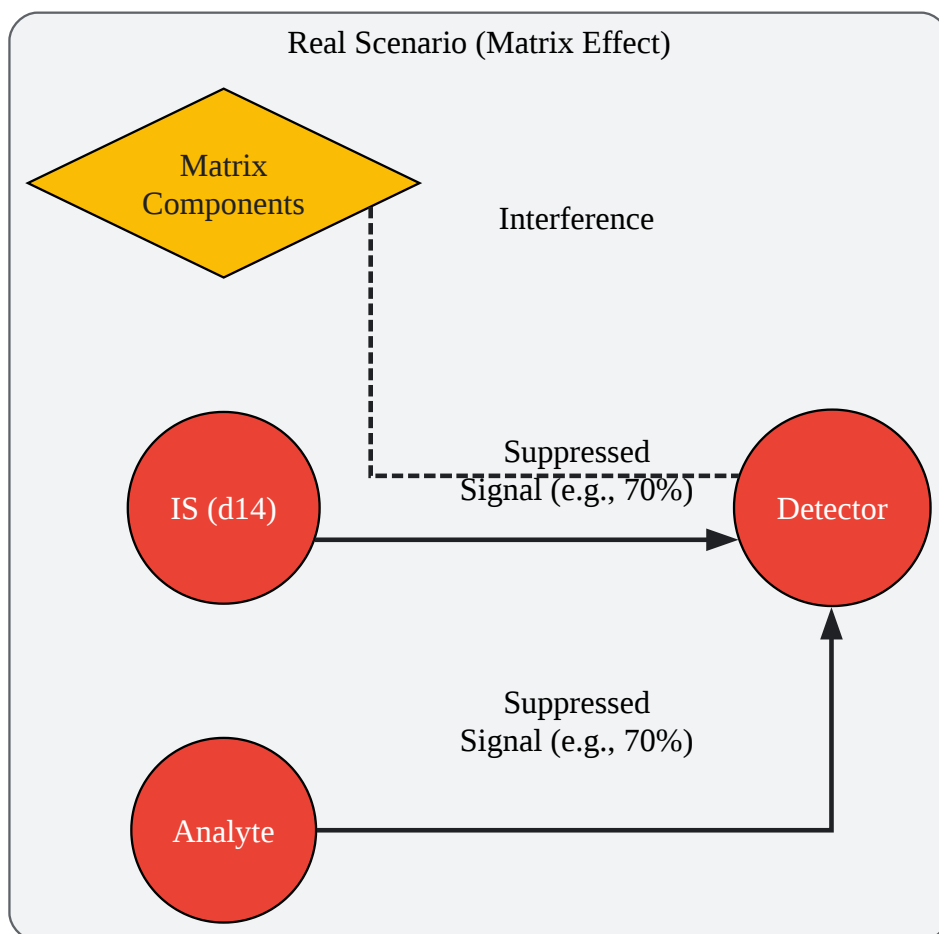 Real Scenario (Matrix Effect)
Matrix
Components
Interference
Suppressed
Signal (e.g., 70%)
IS (d14)
Detector
Suppressed
Signal (e.g., 70%)
Analyte